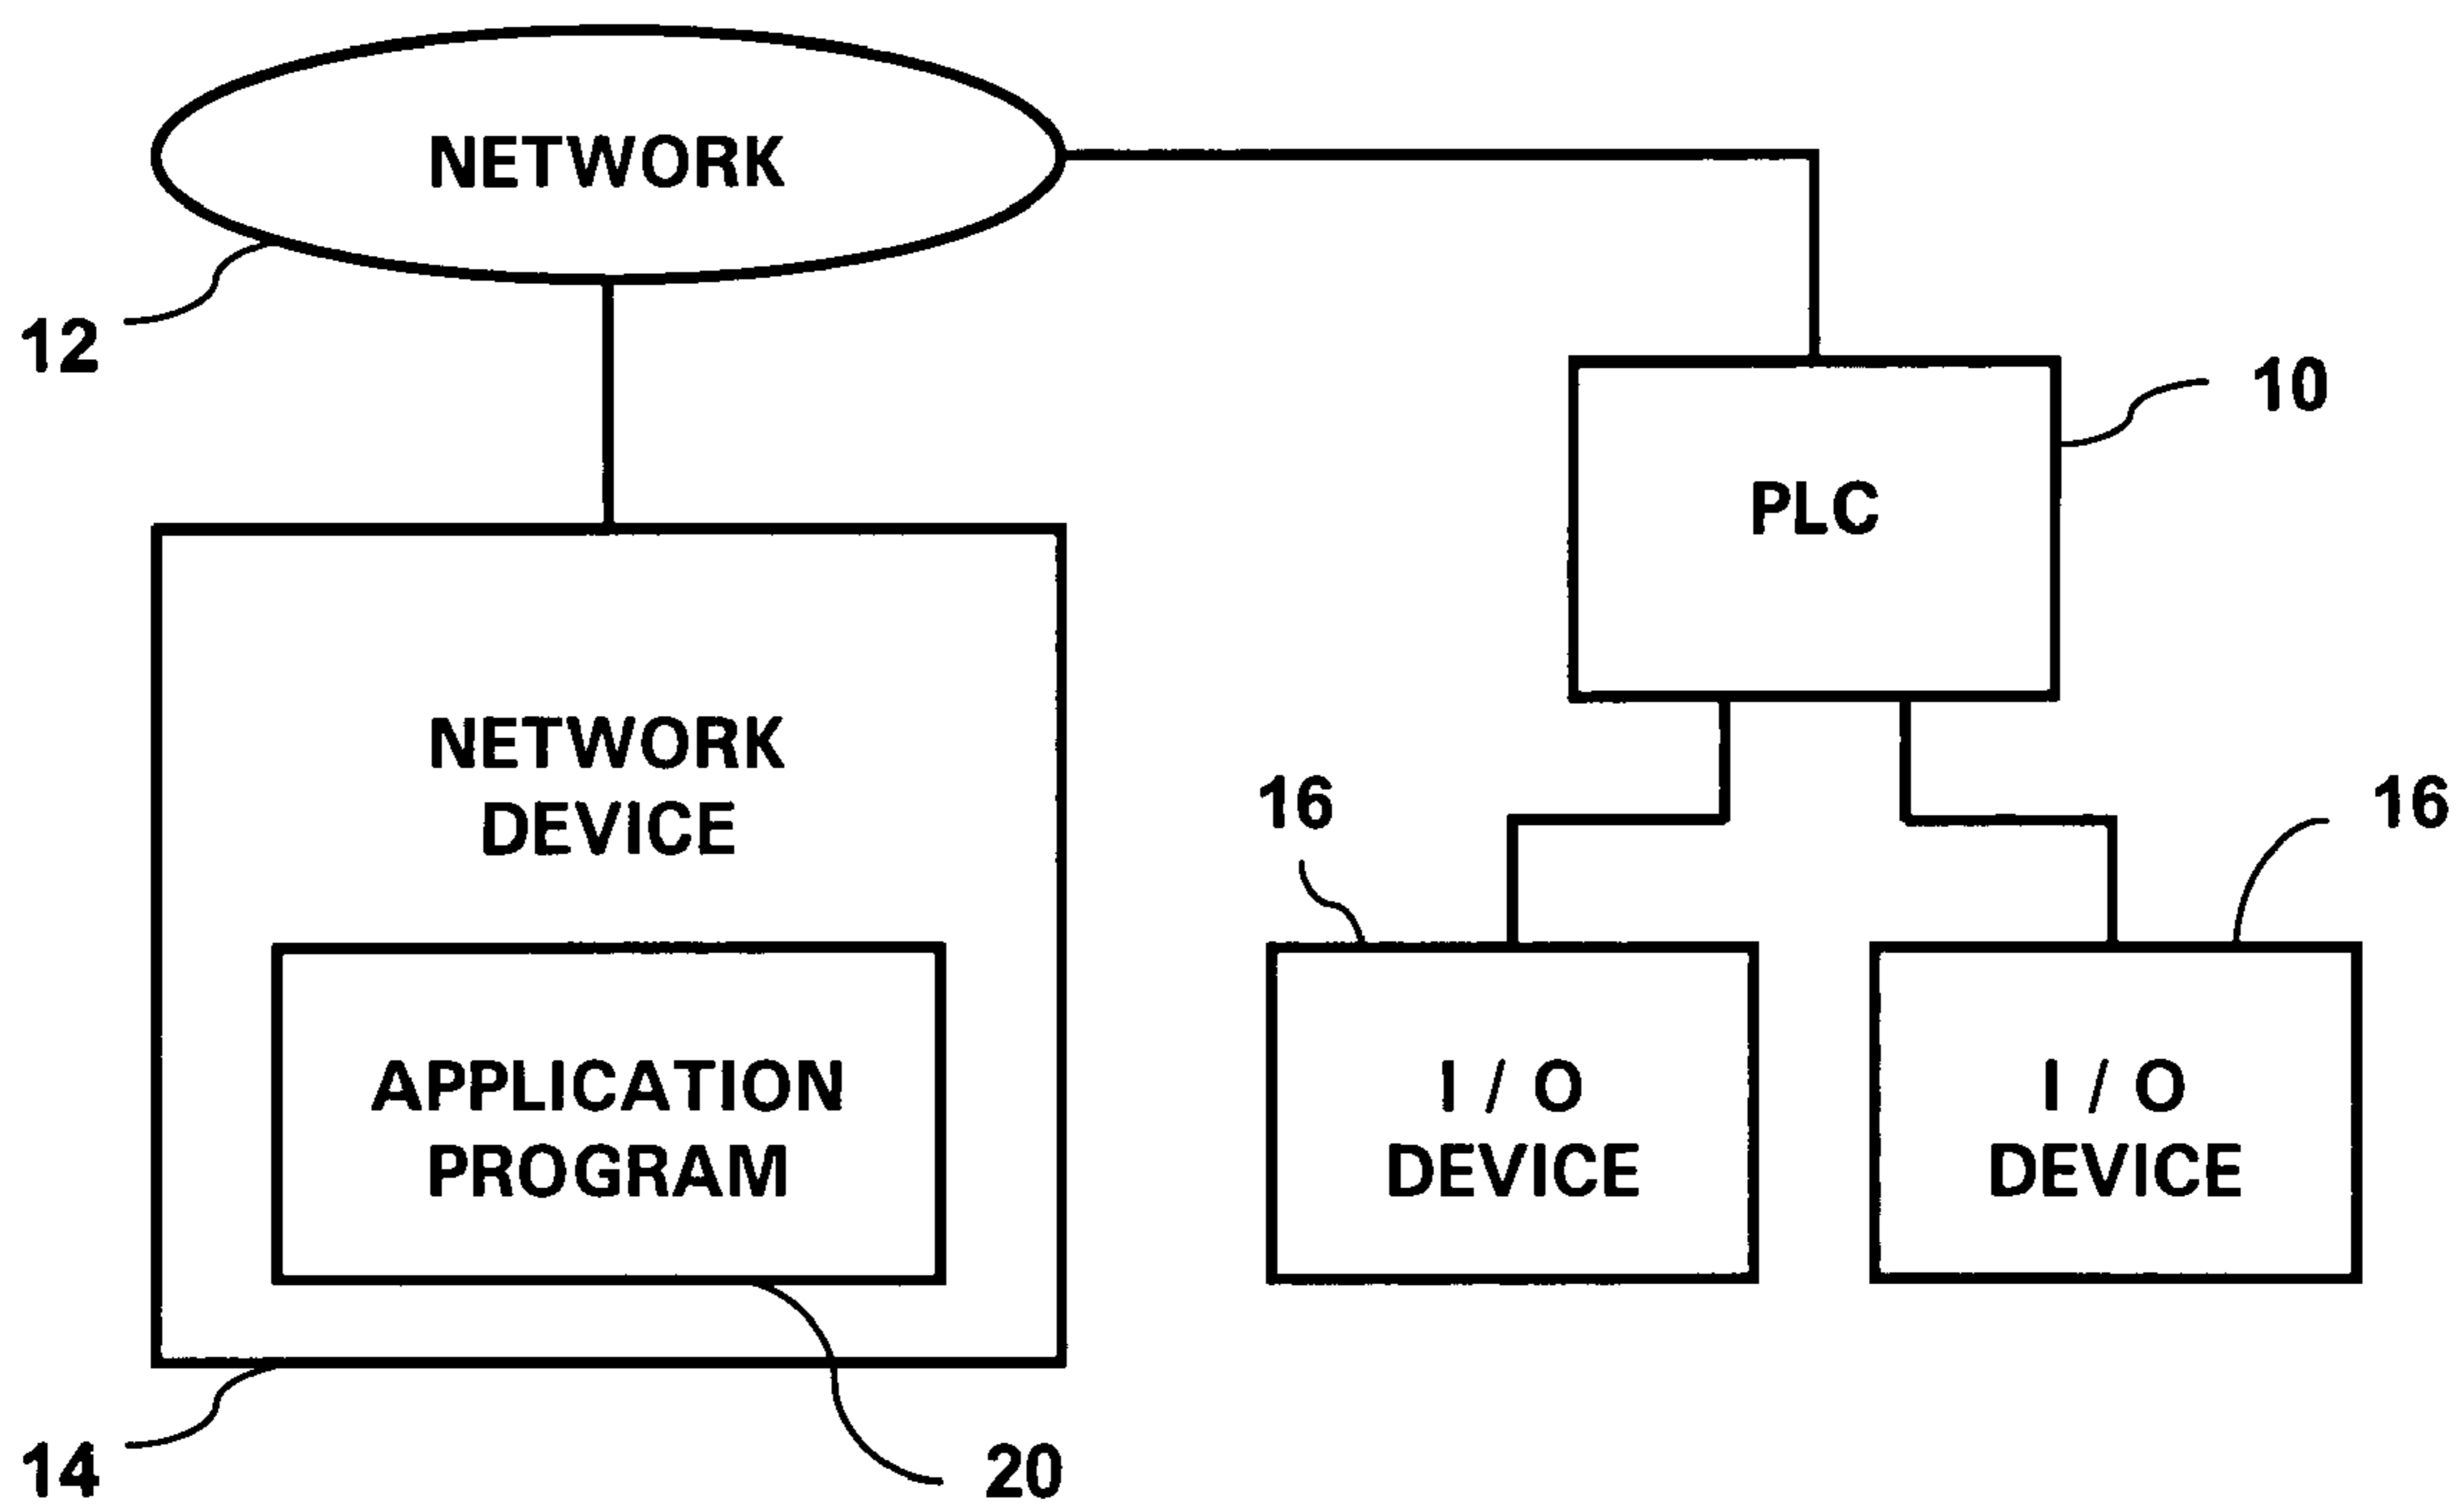 NETWORK
12
10
PLC
NETWORK
DEVICE
16
16
APPLICATION
PROGRAM
I / O
DEVICE
I / O
DEVICE
14
20